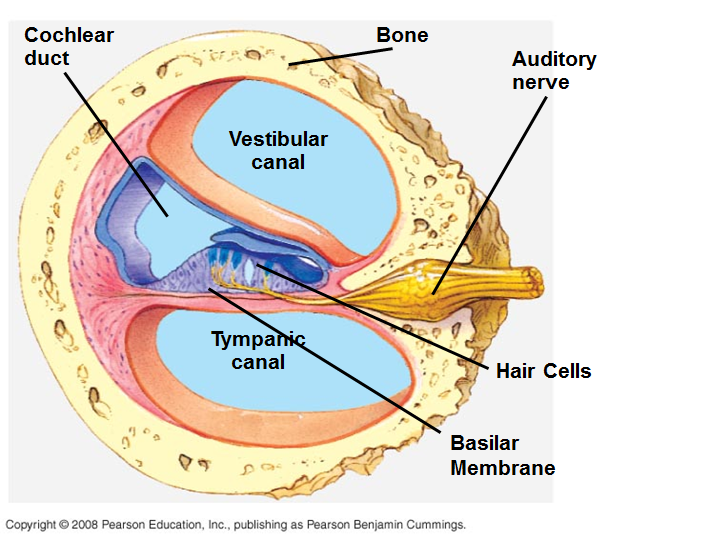 Cochlear
duct
Bone
Auditory
nerve
Vestibular
canal
Tympanic
canal
Hair Cells
Basilar
Membrane
Copyright © 2008 Pearson Education, Inc., publishing as Pearson Benjamin Cummings.